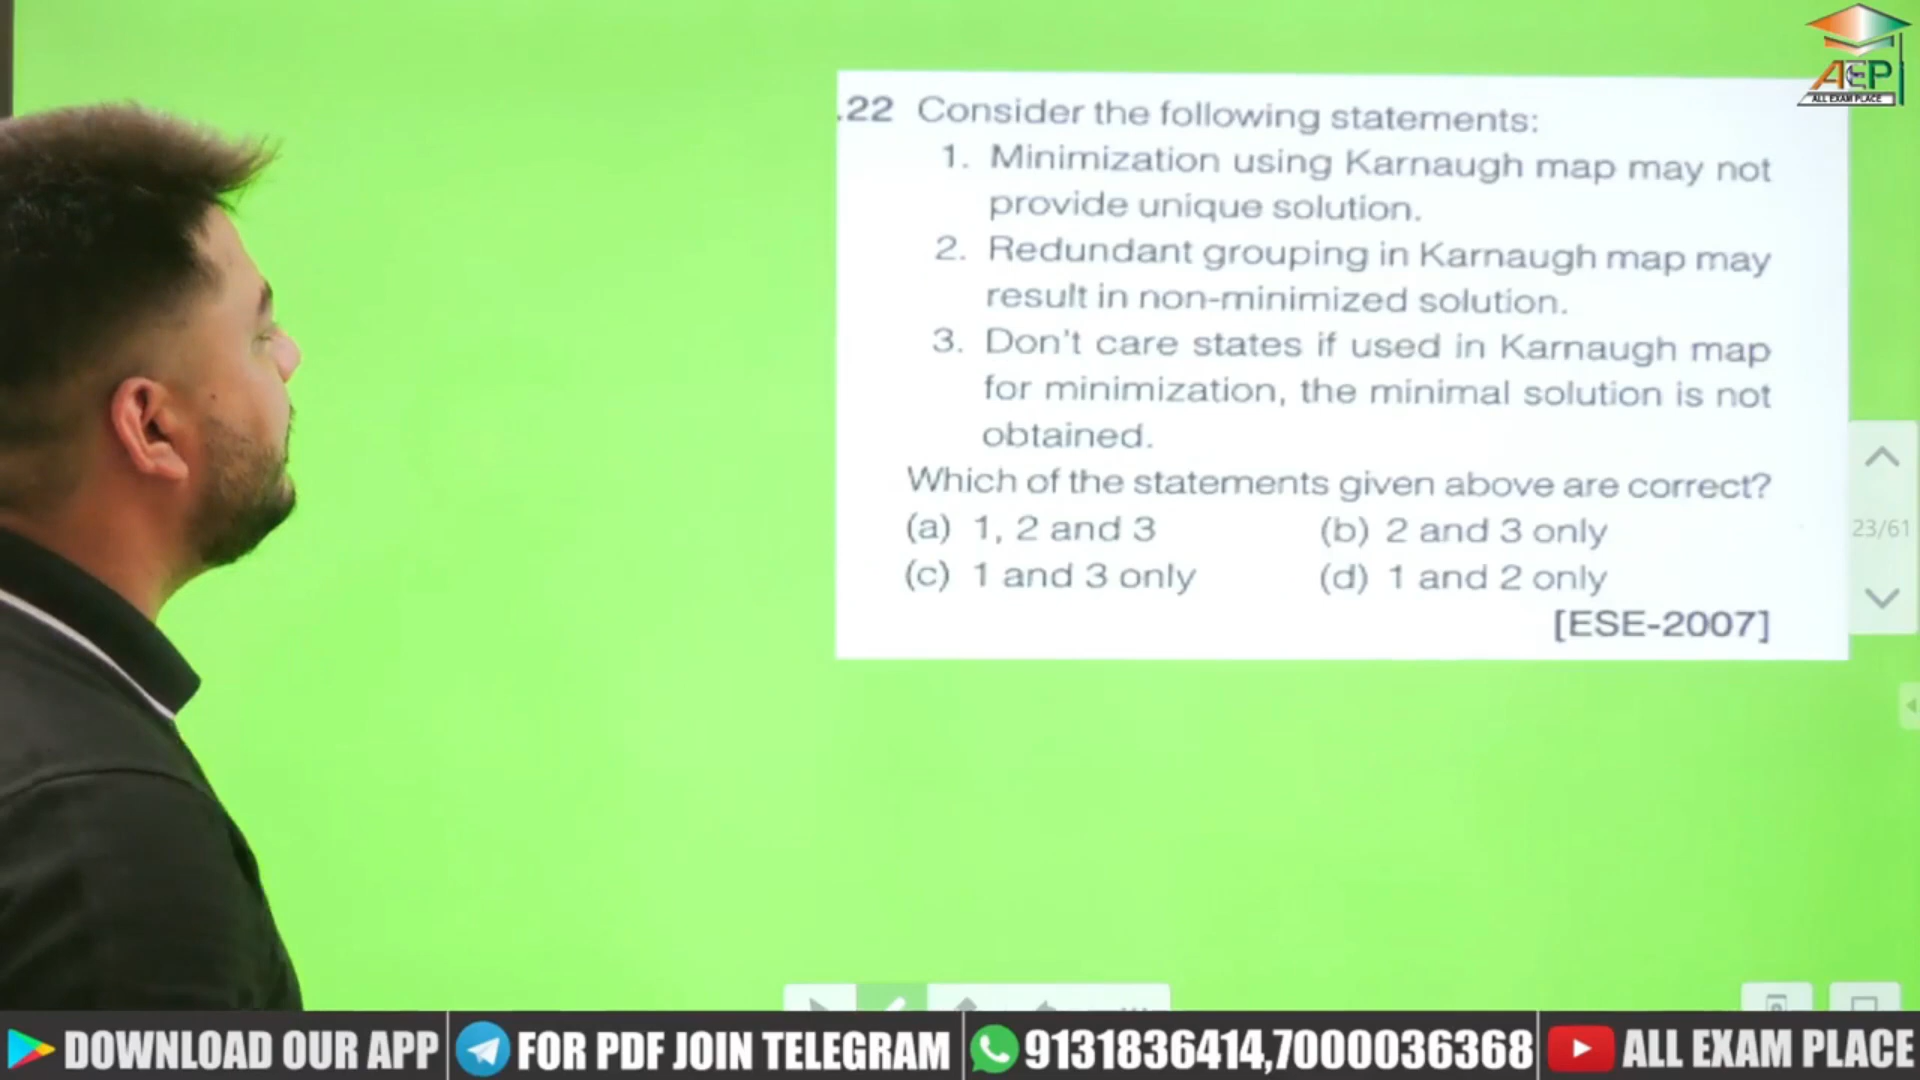 AEP
ALL EXAM PLACE
.22 Consider the following statements:
1. Minimization using Karnaugh map may not
provide unique solution.
2. Redundant grouping in Karnaugh map may
result in non-minimized solution.
3. Don't care states if used in Karnaugh map
for minimization, the minimal solution is not
obtained.
Which of the statements given above are correct?
(a) 1, 2 and 3 (b) 2 and 3 only
(c) 1 and 3 only (d) 1 and 2 only
[ESE-2007]
23/61
DOWNLOAD OUR APP FOR PDF JOIN TELEGRAM 9131836414,7000036368 ALL EXAM PLACE